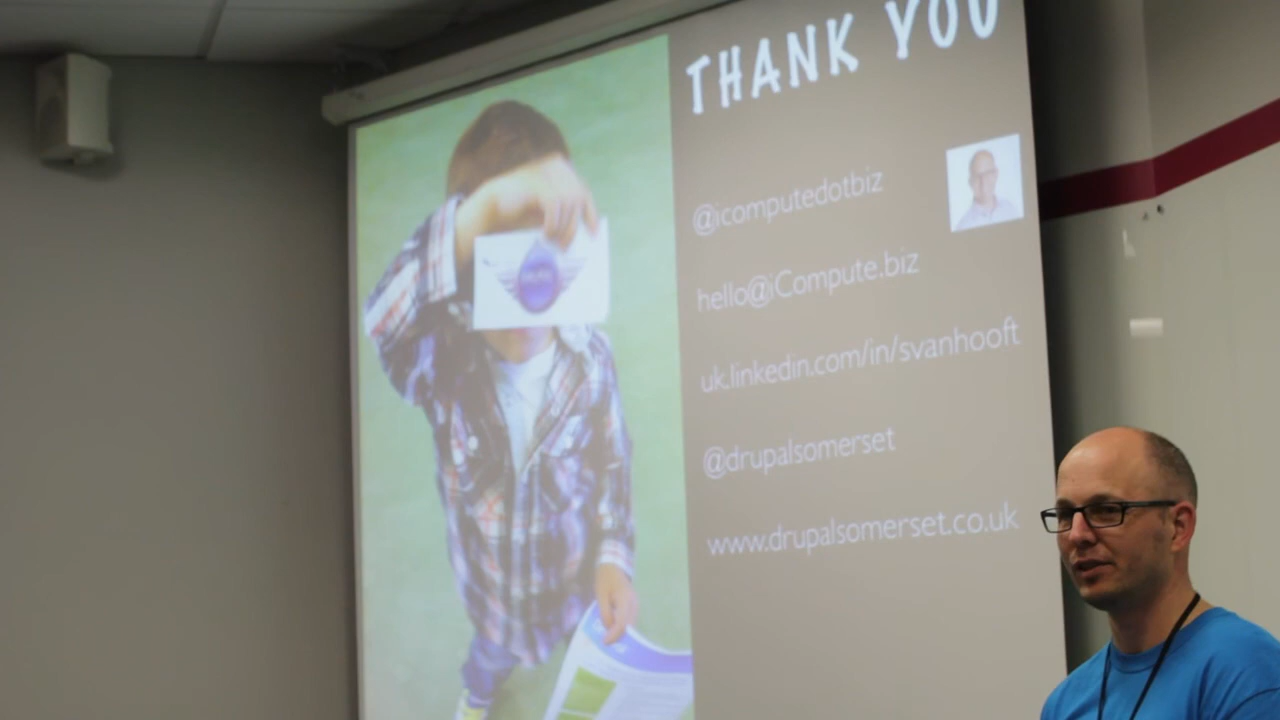 THANK YOU
@icomputedotbiz
hello@iCompute.biz
uk.linkedin.com/in/svanhooft
@drupalsomerset
www.drupalsomerset.co.uk